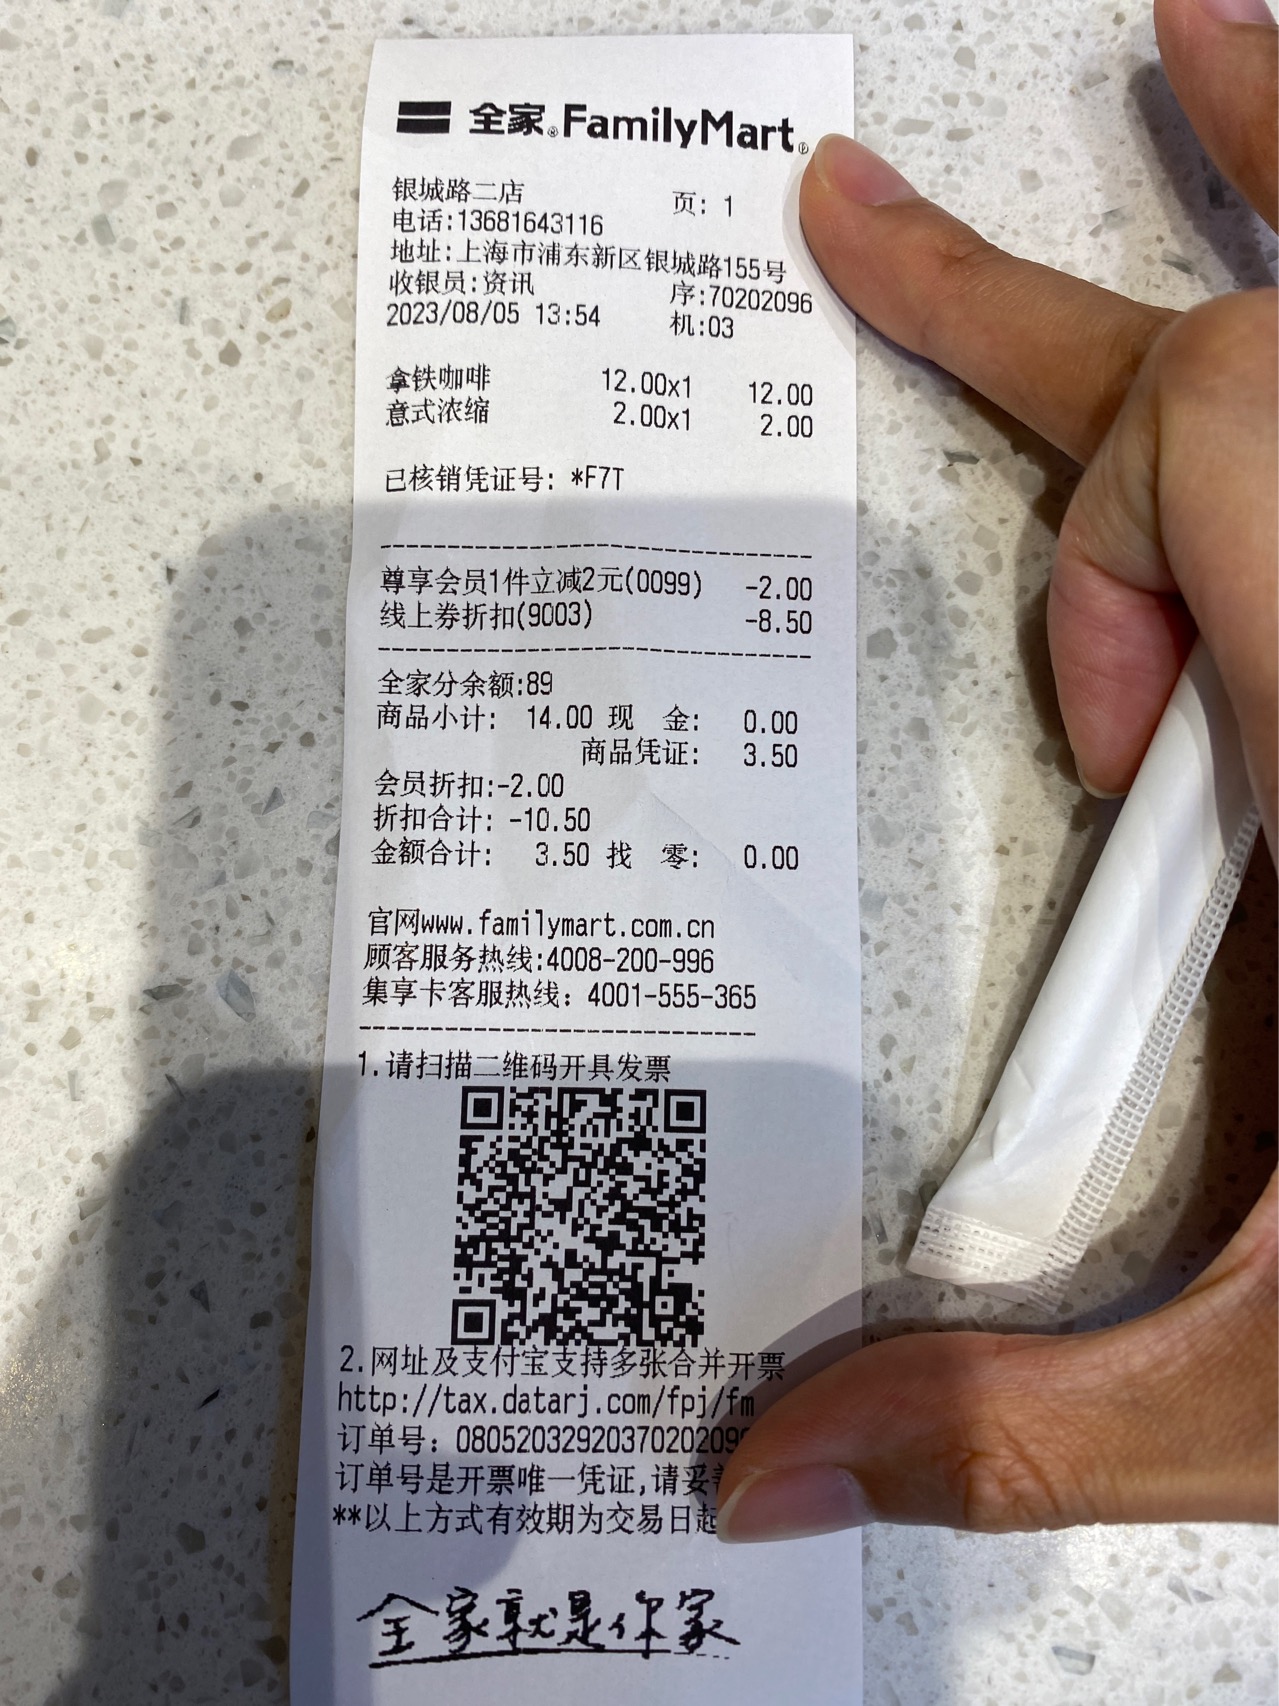 全家 FamilyMart
银城路二店 页: 1
电话:13681643116
地址:上海市浦东新区银城路155号
收银员:资讯 序:70202096
2023/08/05 13:54 机:03
拿铁咖啡 12.00x1 12.00
意式浓缩 2.00x1 2.00
已核销凭证号: *F7T
尊享会员1件立减2元(0099) -2.00
线上券折扣(9003) -8.50
全家分余额:89
商品小计: 14.00 现 金: 0.00
商品凭证: 3.50
会员折扣:-2.00
折扣合计: -10.50
金额合计: 3.50 找 零: 0.00
官网www.familymart.com.cn
顾客服务热线:4008-200-996
集享卡客服热线: 4001-555-365
1.请扫描二维码开具发票
2.网址及支付宝支持多张合并开票
http://tax.datarj.com/fpj/fm
订单号: 080520329203702020
订单号是开票唯一凭证,请妥
**以上方式有效期为交易日起
全家就是你家